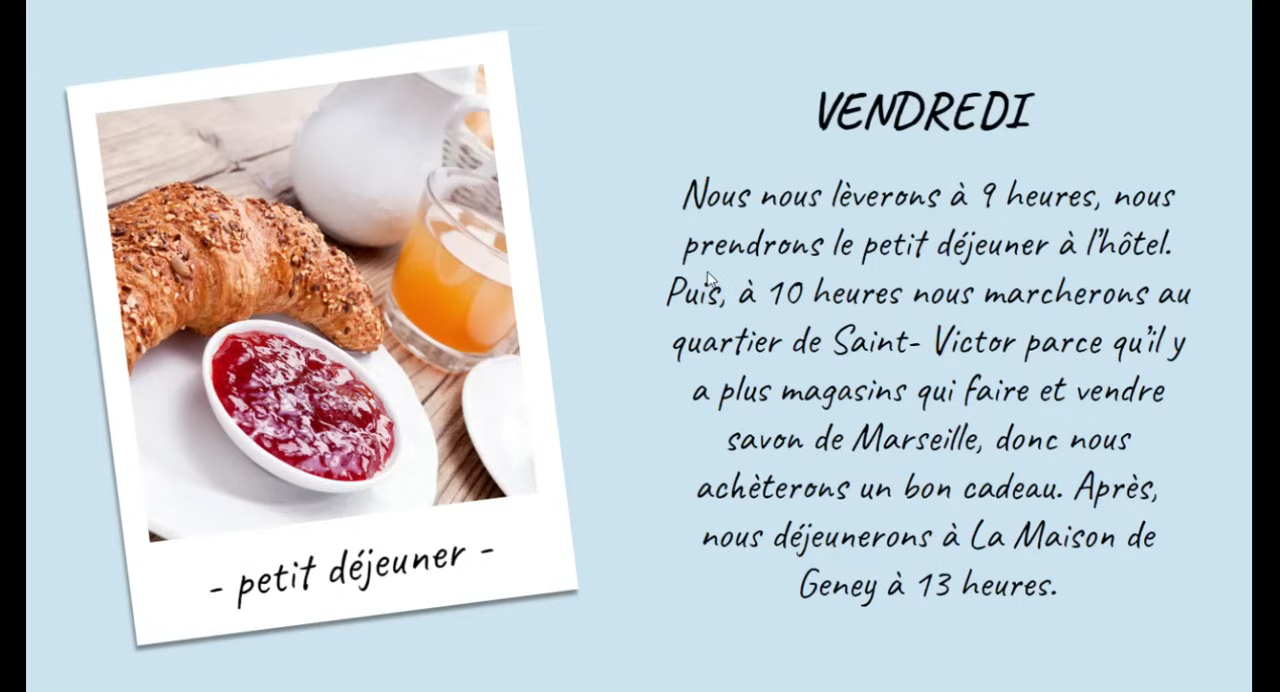 VENDREDI
Nous nous lèverons à 9 heures, nous
prendrons le petit déjeuner à l'hôtel.
Puis, à 10 heures nous marcherons au
quartier de Saint- Victor parce qu'il y
a plus magasins qui faire et vendre
savon de Marseille, donc nous
achèterons un bon cadeau. Après,
nous déjeunerons à La Maison de
Geney à 13 heures.
- petit déjeuner -